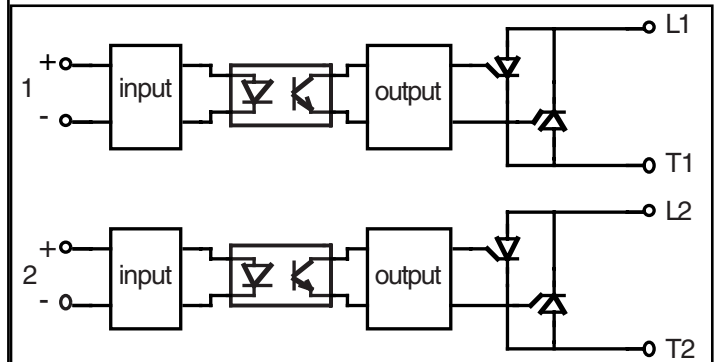 L1
+
1 input output
-
T1
L2
+
2 input output
-
T2